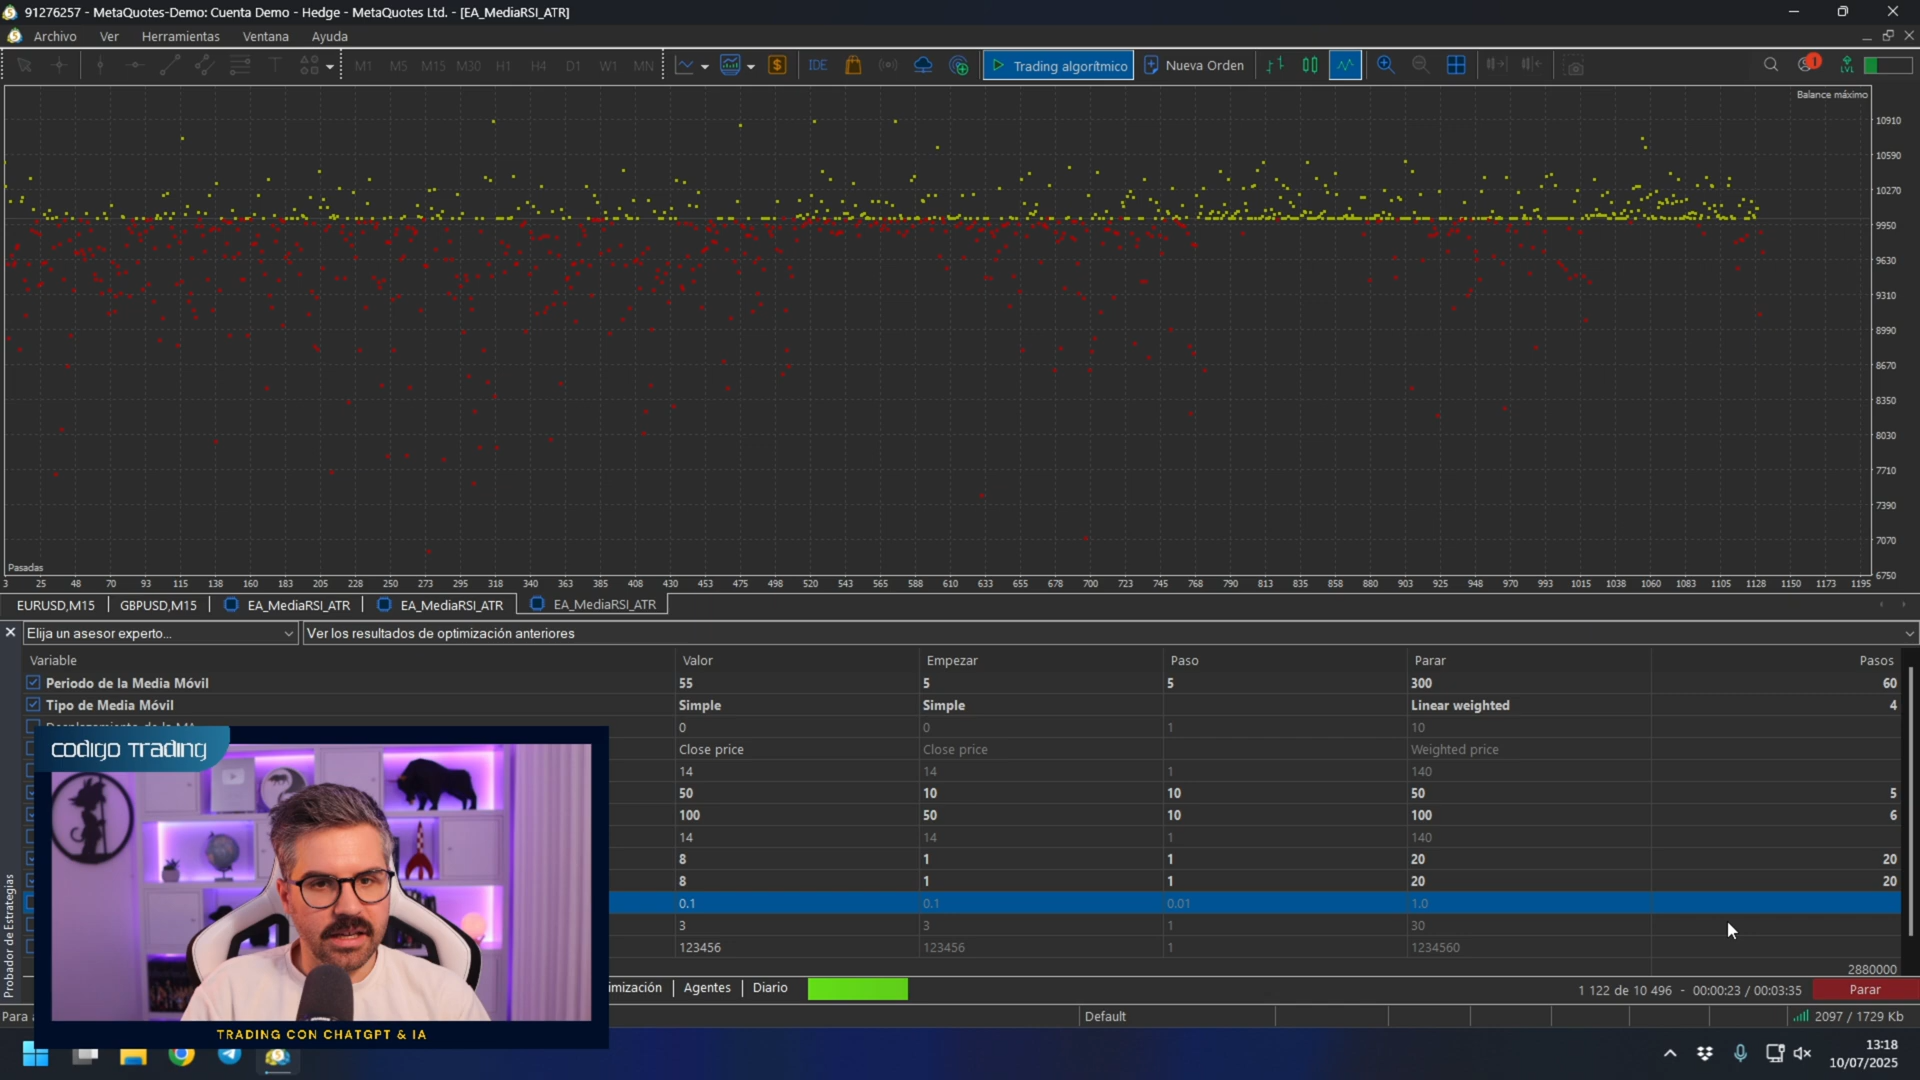 91276257 - MetaQuotes-Demo: Cuenta Demo - Hedge - MetaQuotes Ltd. - [EA_MediaRSI_ATR]
Archivo Ver Herramientas Ventana Ayuda
M1 M5 M15 M30 H1 H4 D1 W1 MN IDE Trading algorítmico Nueva Orden 1 LVL
Balance máximo
10910
10590
10270
9950
9630
9310
8990
8670
8350
8030
7710
7390
7070
6750
Pasadas
3 25 48 70 93 115 138 160 183 205 228 250 273 295 318 340 363 385 408 430 453 475 498 520 543 565 588 610 633 655 678 700 723 745 768 790 813 835 858 880 903 925 948 970 993 1015 1038 1060 1083 1105 1128 1150 1173 1195
EURUSD,M15 GBPUSD,M15 EA_MediaRSI_ATR EA_MediaRSI_ATR EA_MediaRSI_ATR
Elija un asesor experto... Ver los resultados de optimización anteriores
Variable Valor Empezar Paso Parar Pasos
Periodo de la Media Móvil 55 5 5 300 60
Tipo de Media Móvil Simple Simple Linear weighted 4
0 0 1 10
Close price Close price Weighted price
14 14 1 140
50 10 10 50 5
100 50 10 100 6
14 14 1 140
8 1 1 20 20
8 1 1 20 20
0.1 0.1 0.01 1.0
3 3 1 30
123456 123456 1 1234560
2880000
Probador de Estrategias
codigo Trading
TRADING CON CHATGPT & IA
imización Agentes Diario 1 122 de 10 496 - 00:00:23 / 00:03:35 Parar
Para Default 2097 / 1729 Kb
13:18
10/07/2025